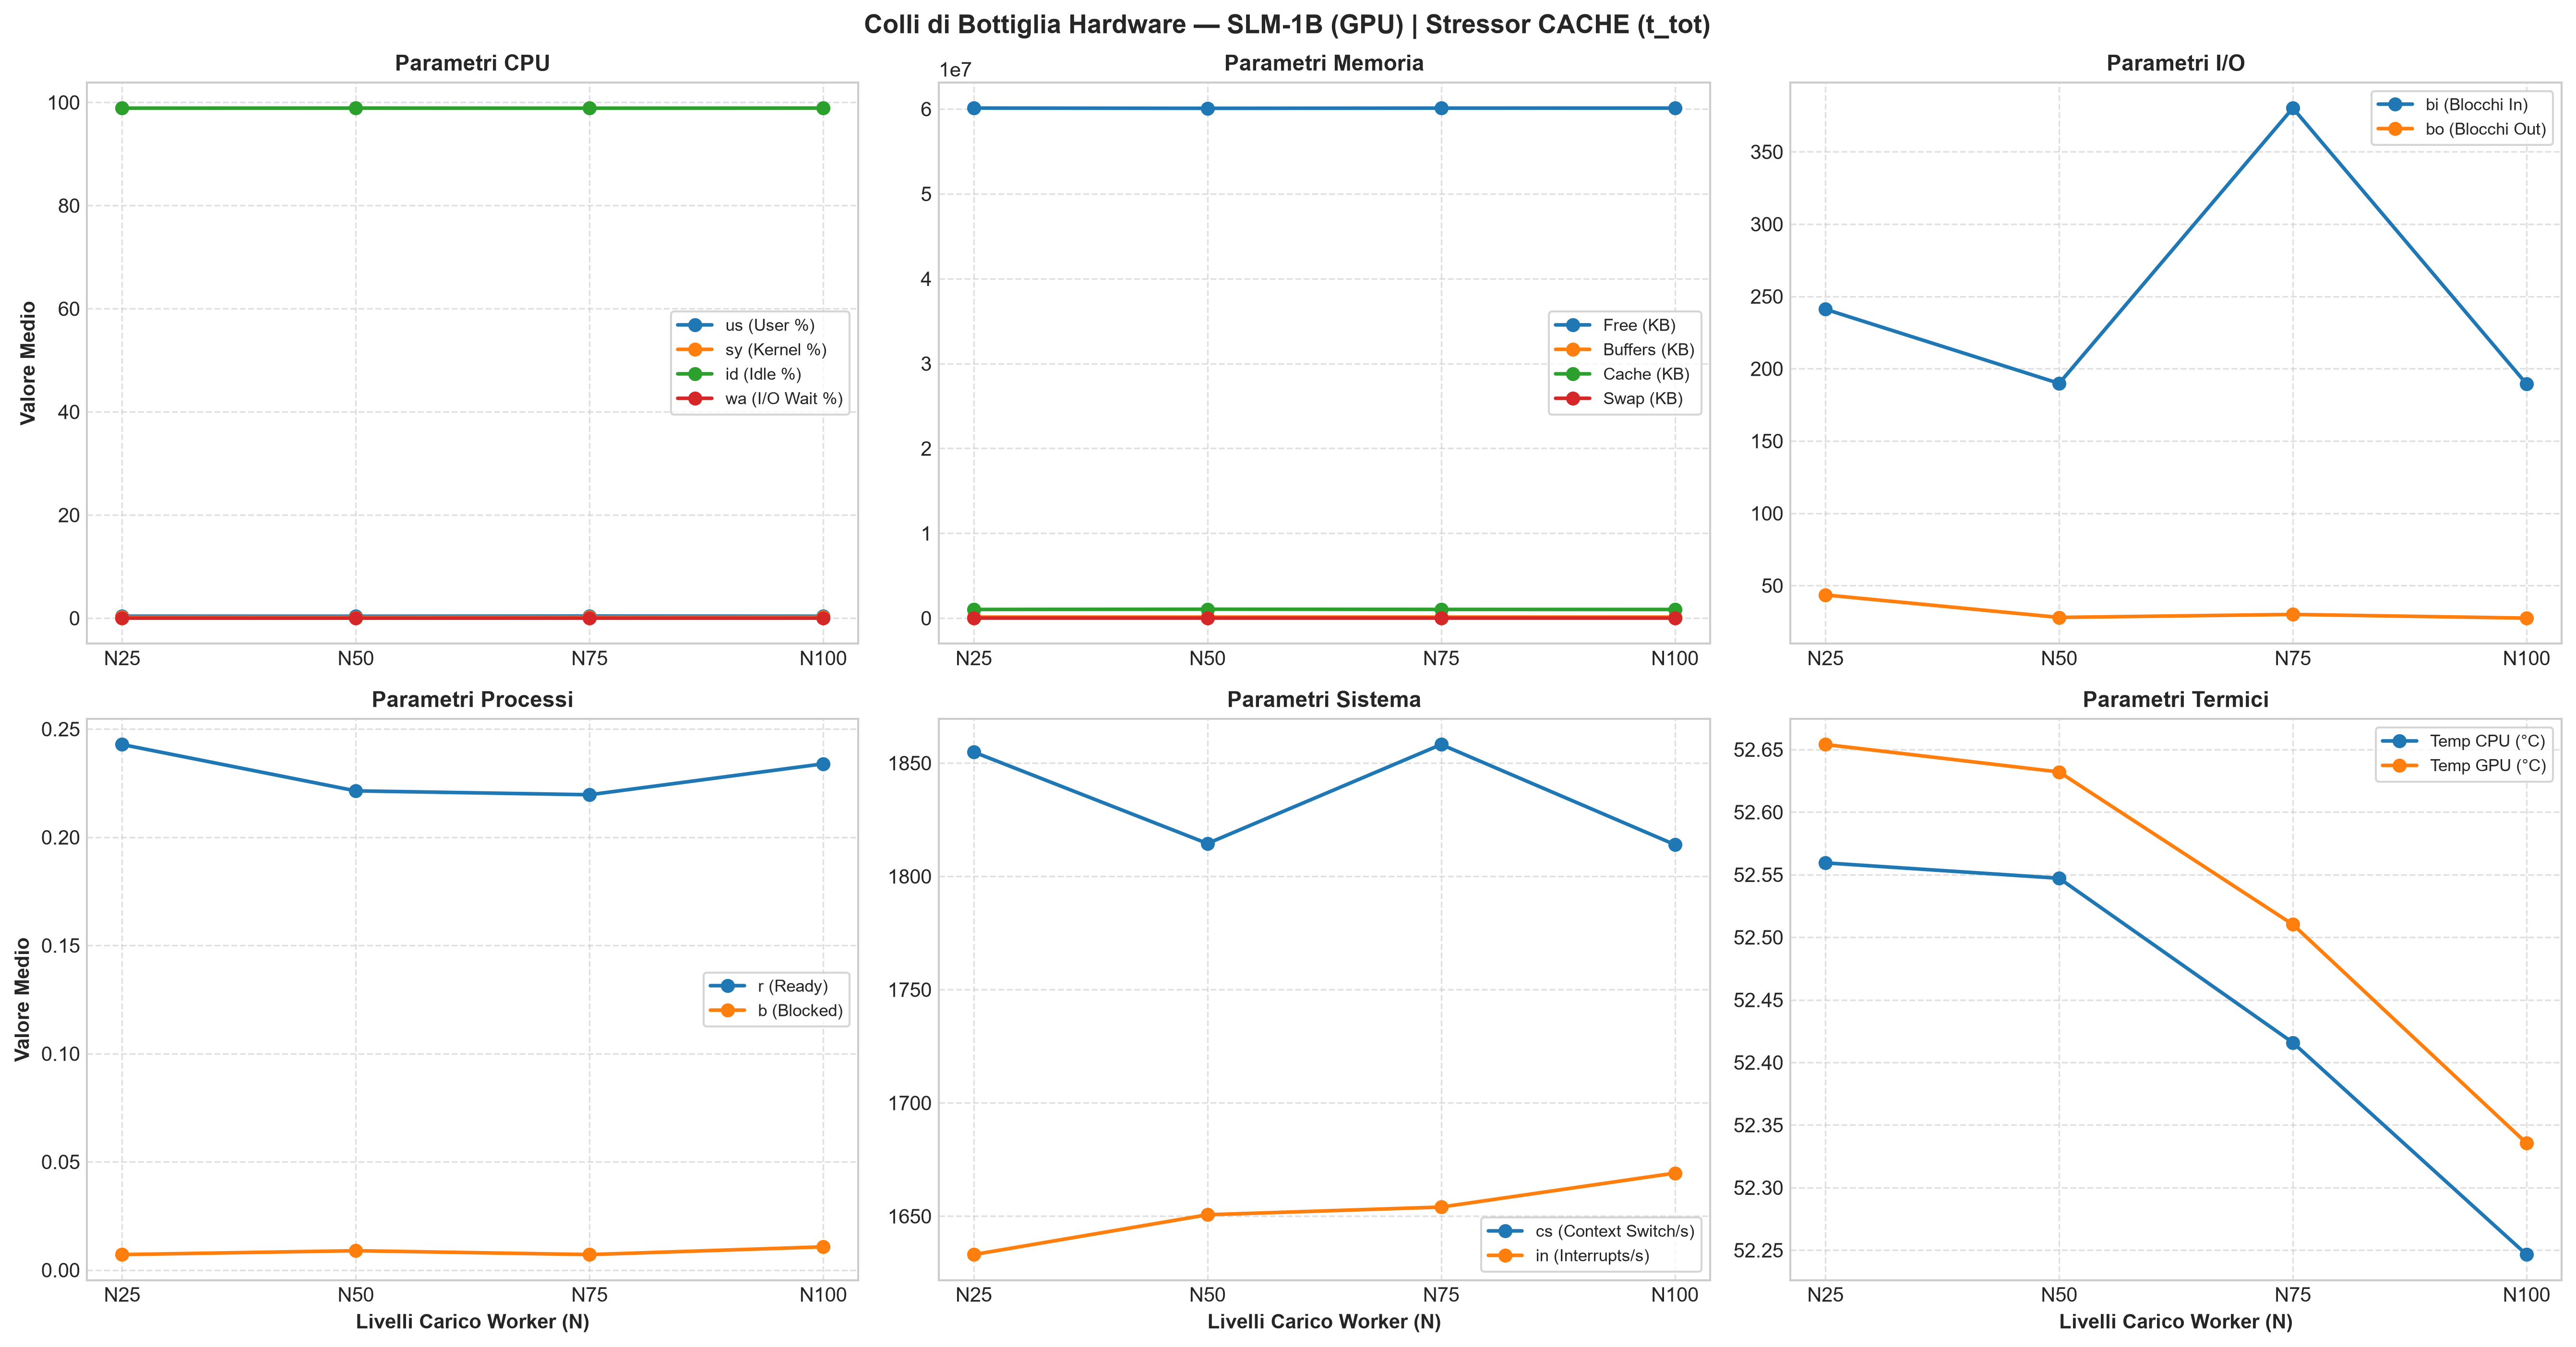 Colli di Bottiglia Hardware — SLM-1B (GPU) | Stressor CACHE (t_tot)
Parametri CPU
Valore Medio
100
80
60
40
20
0
us (User %)
sy (Kernel %)
id (Idle %)
wa (I/O Wait %)
N25 N50 N75 N100
Parametri Memoria
1e7
6
5
4
3
2
1
0
Free (KB)
Buffers (KB)
Cache (KB)
Swap (KB)
N25 N50 N75 N100
Parametri I/O
350
300
250
200
150
100
50
bi (Blocchi In)
bo (Blocchi Out)
N25 N50 N75 N100
Parametri Processi
Valore Medio
0.25
0.20
0.15
0.10
0.05
0.00
r (Ready)
b (Blocked)
N25 N50 N75 N100
Livelli Carico Worker (N)
Parametri Sistema
1850
1800
1750
1700
1650
cs (Context Switch/s)
in (Interrupts/s)
N25 N50 N75 N100
Livelli Carico Worker (N)
Parametri Termici
52.65
52.60
52.55
52.50
52.45
52.40
52.35
52.30
52.25
Temp CPU (°C)
Temp GPU (°C)
N25 N50 N75 N100
Livelli Carico Worker (N)